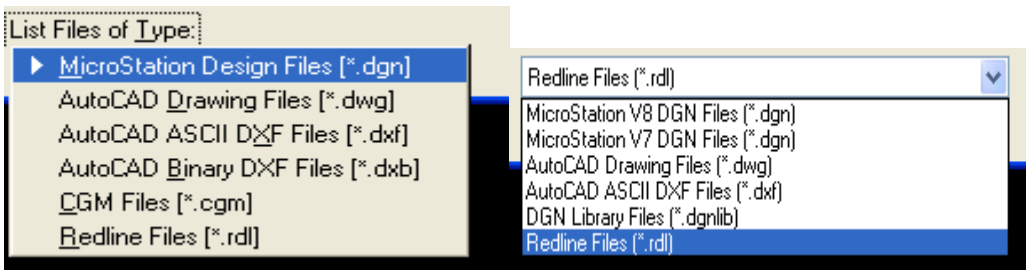 List Files of Type:
MicroStation Design Files [*.dgn]
AutoCAD Drawing Files [*.dwg]
AutoCAD ASCII DXF Files [*.dxf]
AutoCAD Binary DXF Files [*.dxb]
CGM Files [*.cgm]
Redline Files [*.rdl]
Redline Files (*.rdl)
MicroStation V8 DGN Files (*.dgn)
MicroStation V7 DGN Files (*.dgn)
AutoCAD Drawing Files (*.dwg)
AutoCAD ASCII DXF Files (*.dxf)
DGN Library Files (*.dgnlib)
Redline Files (*.rdl)